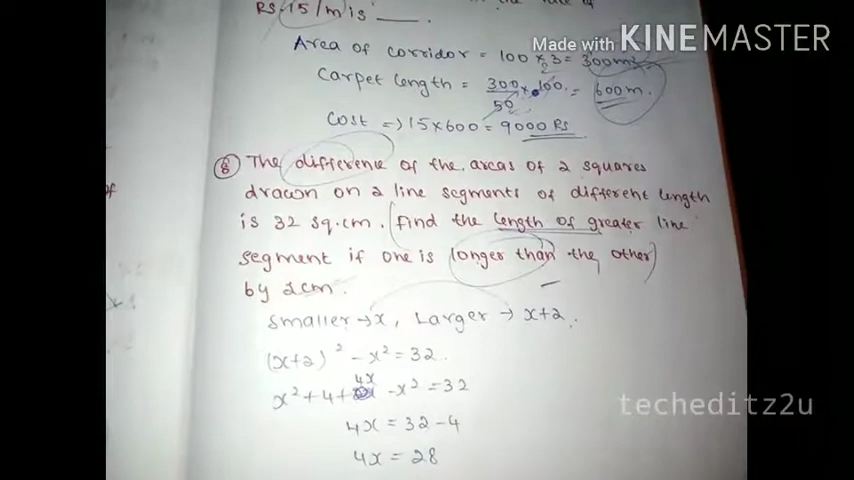 Rs.15/m is ___.
Made with KINEMASTER
Area of corridor = 100 × 3 = 300m²
Carpet length = 300/50 × 100 = 600m.
2
Cost => 15×600 = 9000 Rs
⑧ The difference of the areas of 2 squares
drawn on 2 line segments of different length
is 32 sq.cm. Find the length of greater line
segment if one is longer than the other
by 2cm.
Smaller → x, Larger → x+2.
(x+2)² - x² = 32.
x² + 4 + 4x - x² = 32
techeditz2u
4x = 32 - 4
4x = 28